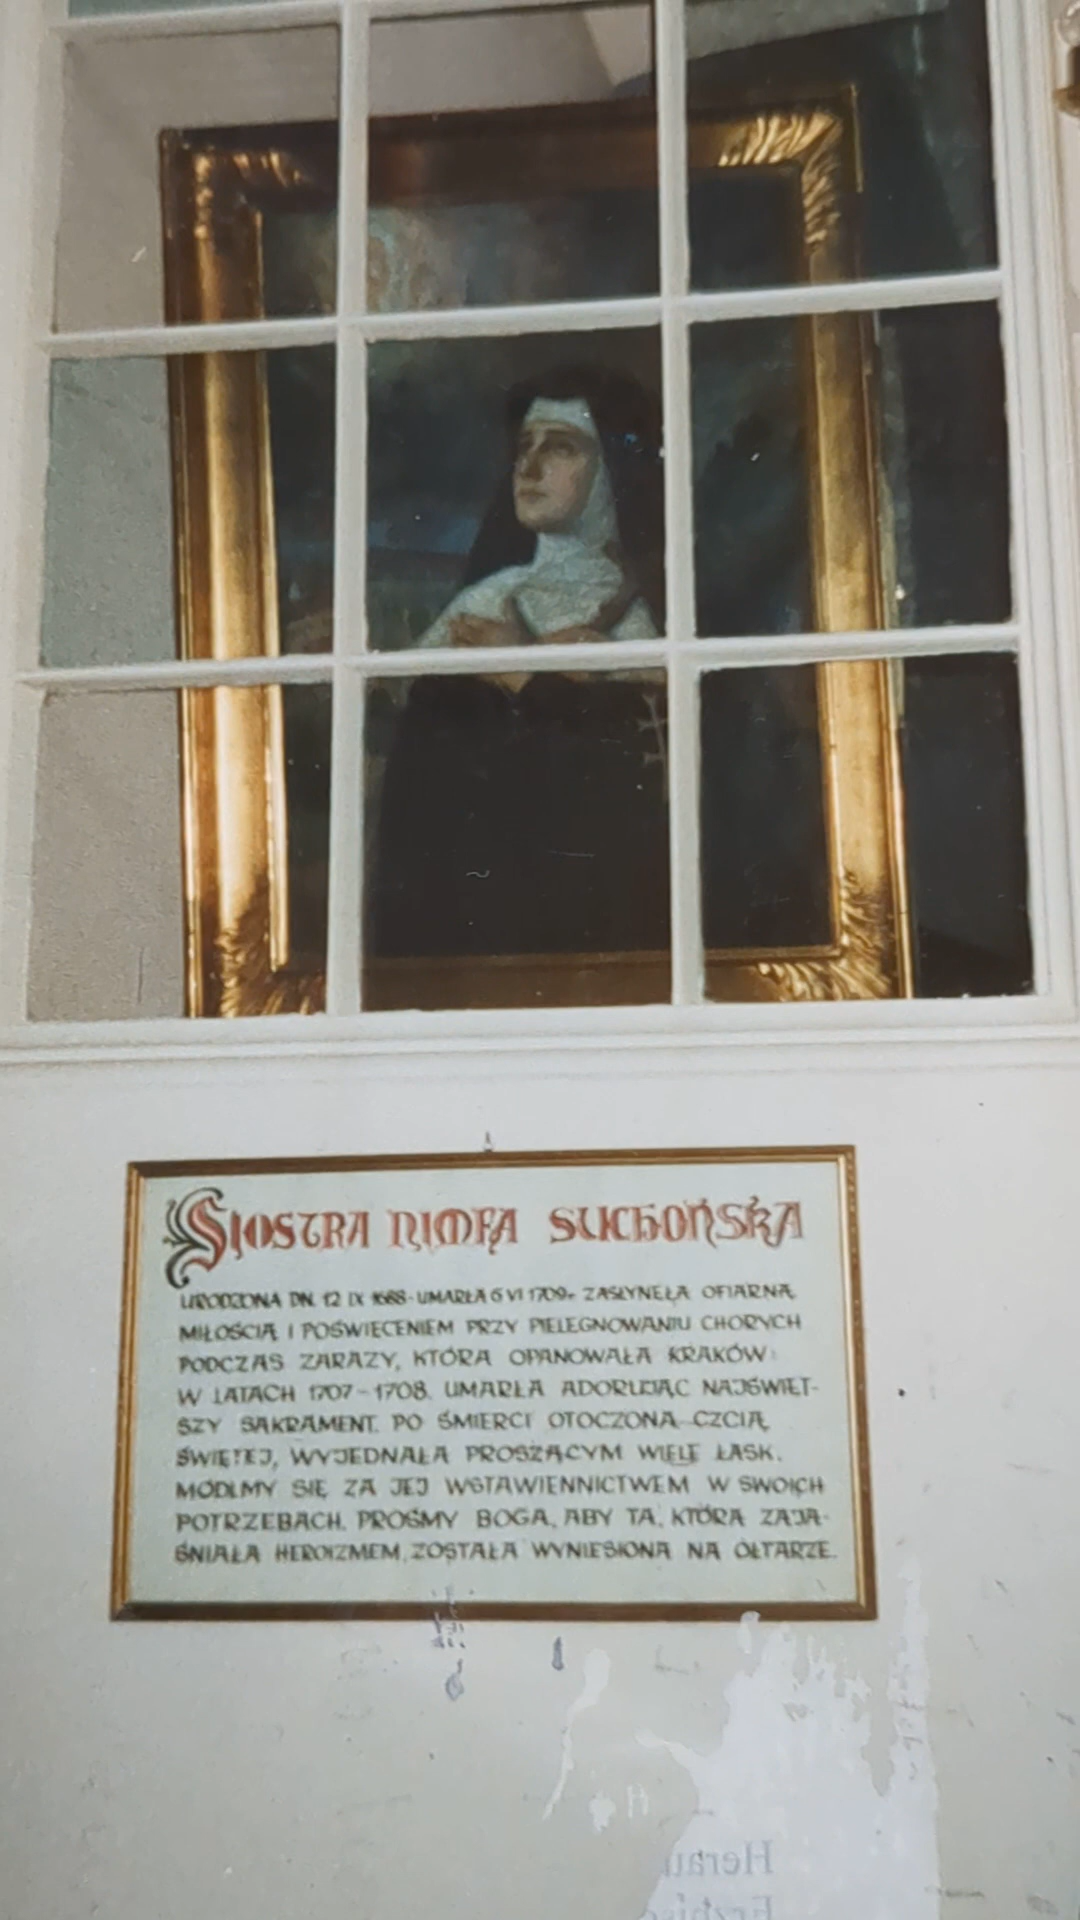 SIOSTRA NIMFA SUCHOŃSKA
URODZONA DN. 12 IX 1688 · UMARŁA 6 VI 1709 · ZASŁYNĘŁA OFIARNĄ
MIŁOŚCIĄ I POŚWIĘCENIEM PRZY PIELĘGNOWANIU CHORYCH
PODCZAS ZARAZY, KTÓRA OPANOWAŁA KRAKÓW
W LATACH 1707-1708. UMARŁA ADORUJĄC NAJŚWIĘT-
SZY SAKRAMENT. PO ŚMIERCI OTOCZONA CZCIĄ
ŚWIĘTEJ, WYJEDNAŁA PROSZĄCYM WIELE ŁASK.
MÓDLMY SIĘ ZA JEJ WSTAWIENNICTWEM W SWOICH
POTRZEBACH. PROŚMY BOGA, ABY TA, KTÓRA ZAJA-
ŚNIAŁA HEROIZMEM, ZOSTAŁA WYNIESIONA NA OŁTARZE.